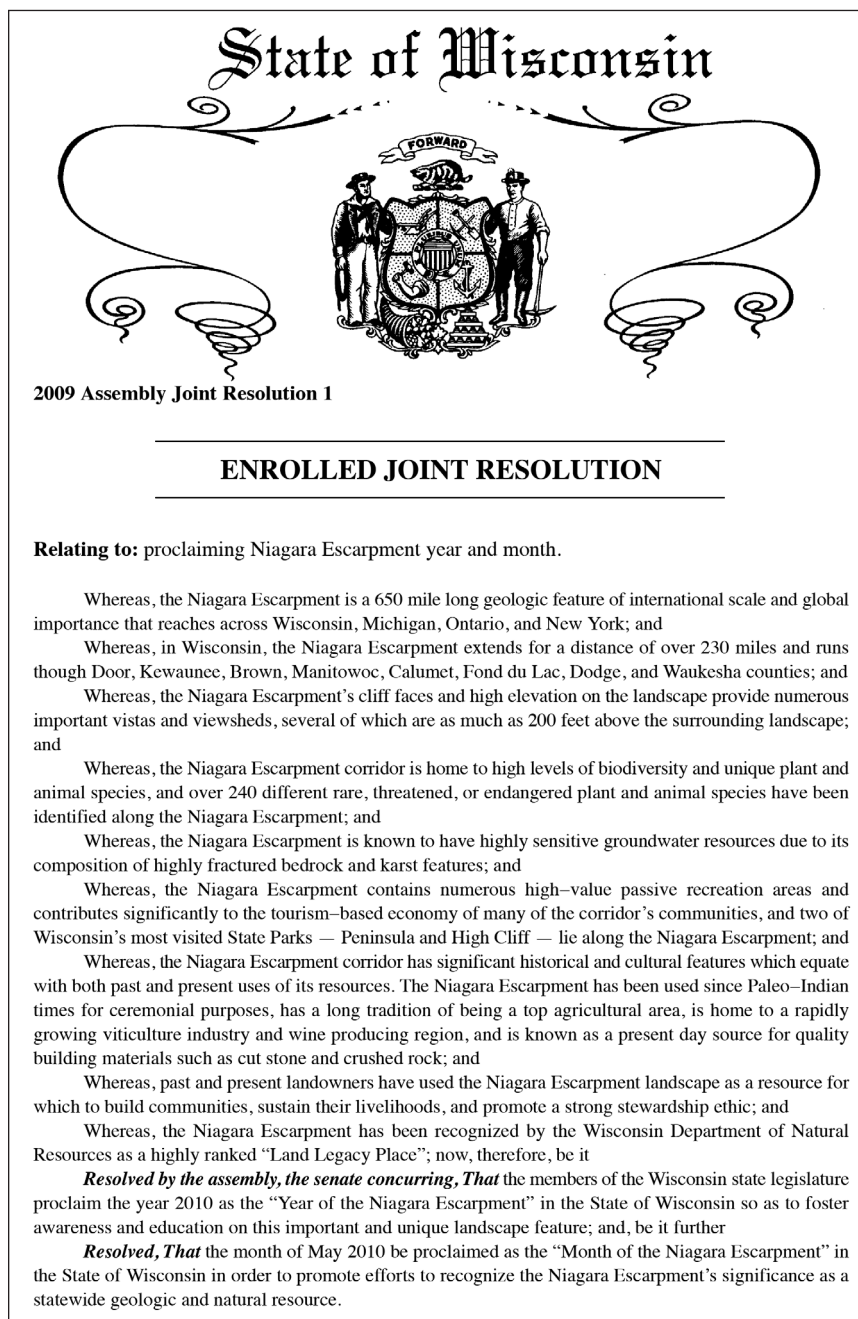 State of Wisconsin
FORWARD
E PLURIBUS UNUM
2009 Assembly Joint Resolution 1
ENROLLED JOINT RESOLUTION
Relating to: proclaiming Niagara Escarpment year and month.
Whereas, the Niagara Escarpment is a 650 mile long geologic feature of international scale and global
importance that reaches across Wisconsin, Michigan, Ontario, and New York; and
Whereas, in Wisconsin, the Niagara Escarpment extends for a distance of over 230 miles and runs
though Door, Kewaunee, Brown, Manitowoc, Calumet, Fond du Lac, Dodge, and Waukesha counties; and
Whereas, the Niagara Escarpment's cliff faces and high elevation on the landscape provide numerous
important vistas and viewsheds, several of which are as much as 200 feet above the surrounding landscape;
and
Whereas, the Niagara Escarpment corridor is home to high levels of biodiversity and unique plant and
animal species, and over 240 different rare, threatened, or endangered plant and animal species have been
identified along the Niagara Escarpment; and
Whereas, the Niagara Escarpment is known to have highly sensitive groundwater resources due to its
composition of highly fractured bedrock and karst features; and
Whereas, the Niagara Escarpment contains numerous high–value passive recreation areas and
contributes significantly to the tourism–based economy of many of the corridor's communities, and two of
Wisconsin's most visited State Parks — Peninsula and High Cliff — lie along the Niagara Escarpment; and
Whereas, the Niagara Escarpment corridor has significant historical and cultural features which equate
with both past and present uses of its resources. The Niagara Escarpment has been used since Paleo–Indian
times for ceremonial purposes, has a long tradition of being a top agricultural area, is home to a rapidly
growing viticulture industry and wine producing region, and is known as a present day source for quality
building materials such as cut stone and crushed rock; and
Whereas, past and present landowners have used the Niagara Escarpment landscape as a resource for
which to build communities, sustain their livelihoods, and promote a strong stewardship ethic; and
Whereas, the Niagara Escarpment has been recognized by the Wisconsin Department of Natural
Resources as a highly ranked “Land Legacy Place”; now, therefore, be it
Resolved by the assembly, the senate concurring, That the members of the Wisconsin state legislature
proclaim the year 2010 as the “Year of the Niagara Escarpment” in the State of Wisconsin so as to foster
awareness and education on this important and unique landscape feature; and, be it further
Resolved, That the month of May 2010 be proclaimed as the “Month of the Niagara Escarpment” in
the State of Wisconsin in order to promote efforts to recognize the Niagara Escarpment's significance as a
statewide geologic and natural resource.